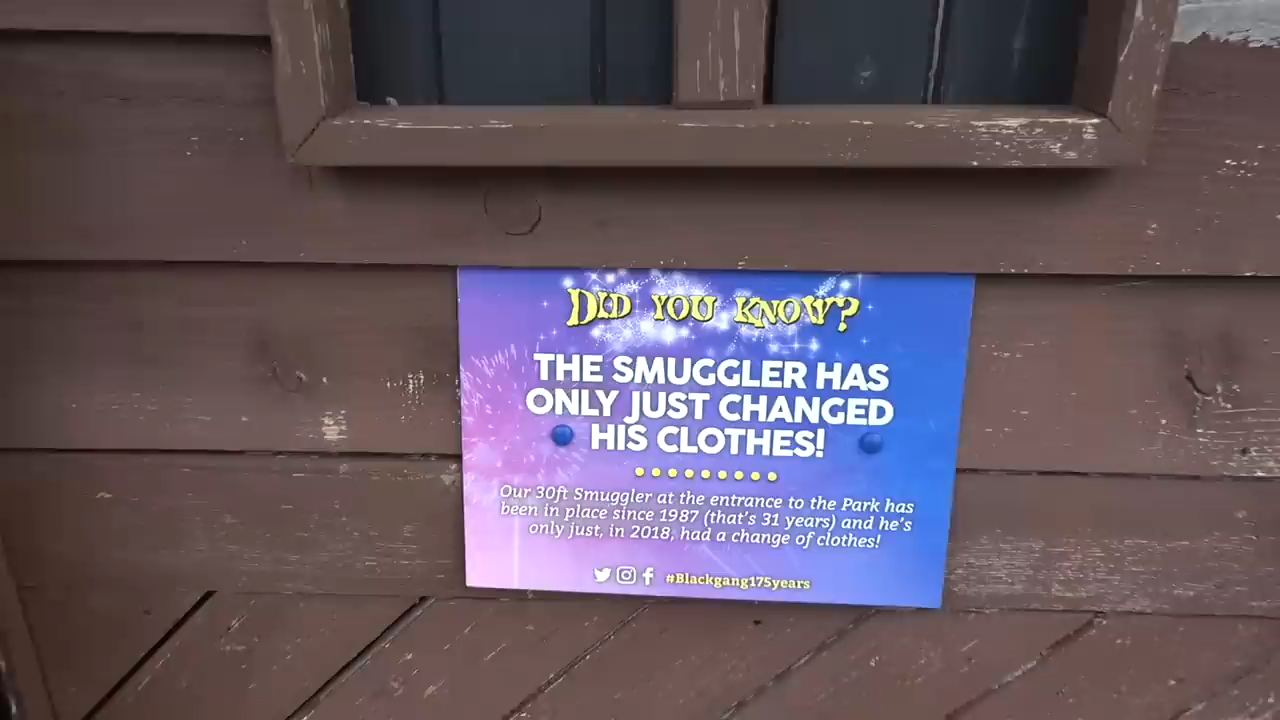 DID YOU KNOW?
THE SMUGGLER HAS
ONLY JUST CHANGED
HIS CLOTHES!
Our 30ft Smuggler at the entrance to the Park has
been in place since 1987 (that's 31 years) and he's
only just, in 2018, had a change of clothes!
#Blackgang175years